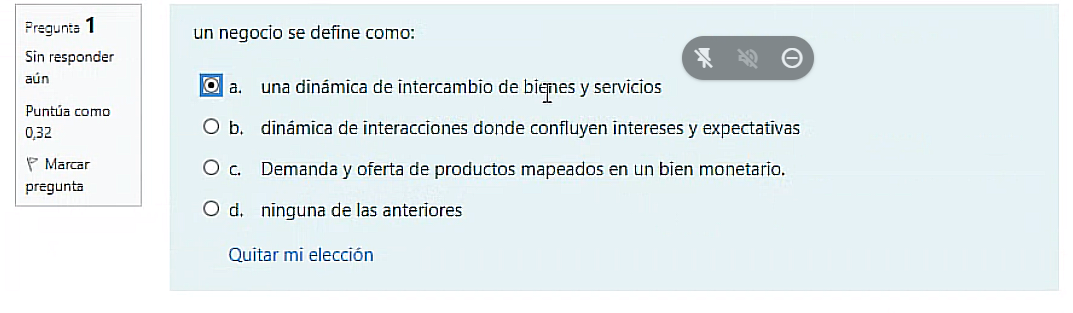 Pregunta 1
Sin responder
aún
Puntúa como
0,32
Marcar
pregunta
un negocio se define como:
a. una dinámica de intercambio de bienes y servicios
b. dinámica de interacciones donde confluyen intereses y expectativas
c. Demanda y oferta de productos mapeados en un bien monetario.
d. ninguna de las anteriores
Quitar mi elección